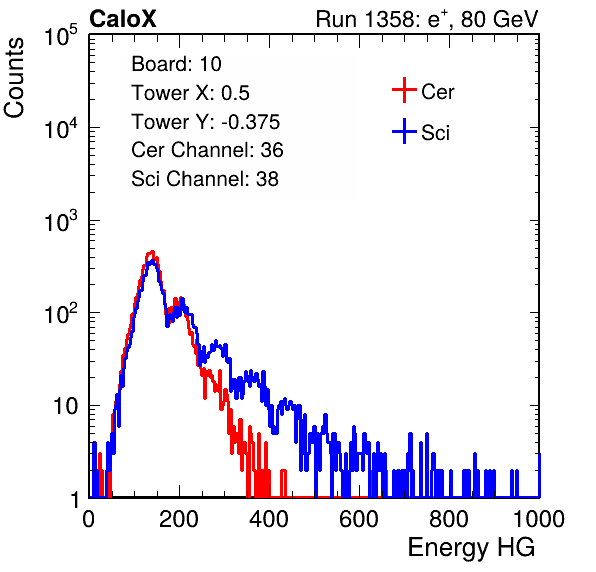 CaloX Run 1358: e⁺, 80 GeV
Counts
Board: 10
Tower X: 0.5
Tower Y: -0.375
Cer Channel: 36
Sci Channel: 38
Cer
Sci
10⁵
10⁴
10³
10²
10
1
0 200 400 600 800 1000
Energy HG